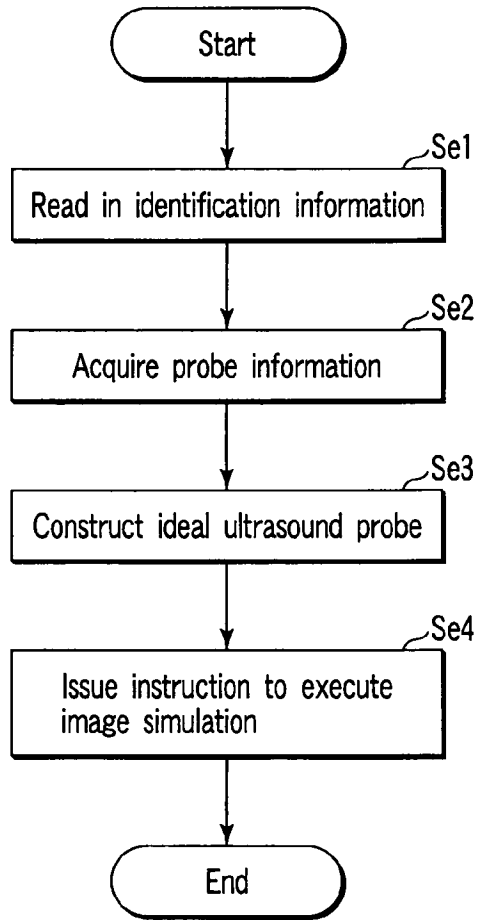 Start
Se1
Read in identification information
Se2
Acquire probe information
Se3
Construct ideal ultrasound probe
Se4
Issue instruction to execute
image simulation
End